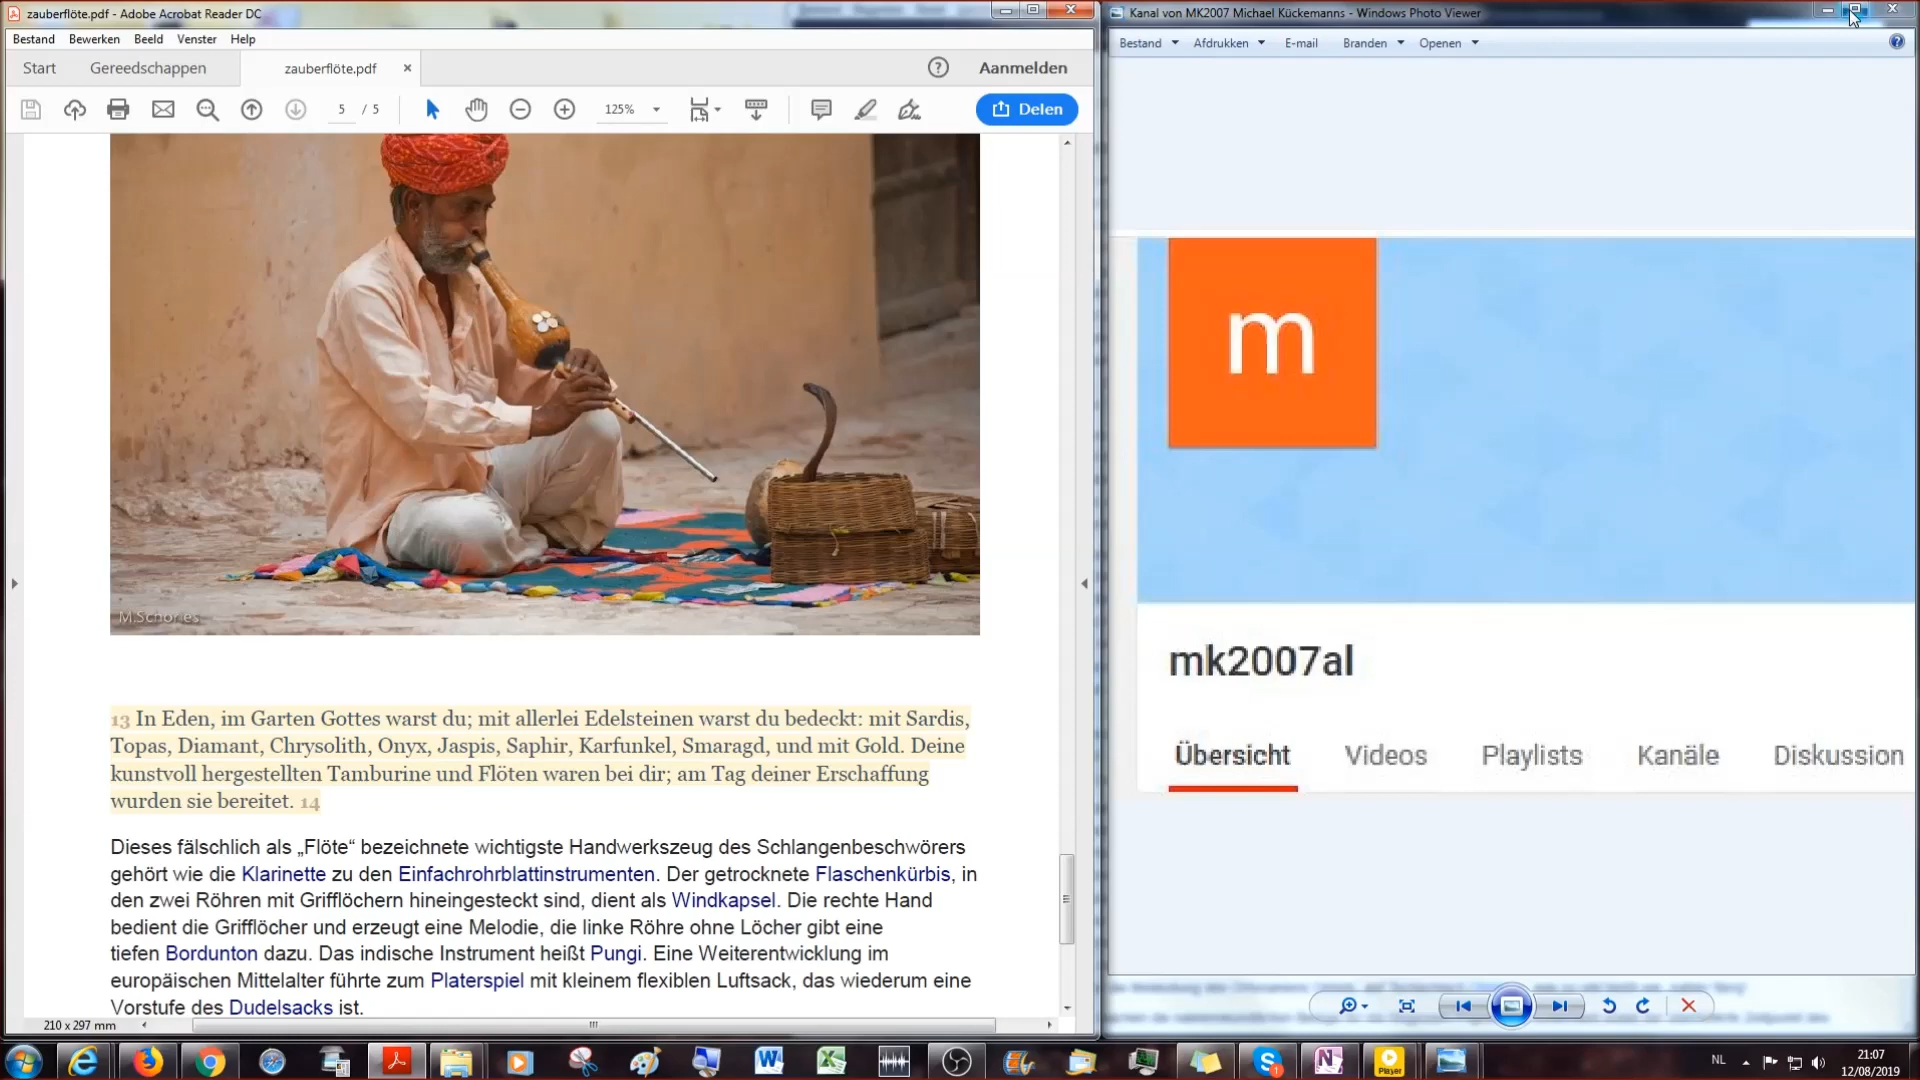 zauberflöte.pdf - Adobe Acrobat Reader DC
Bestand Bewerken Beeld Venster Help
Start Gereedschappen zauberflöte.pdf × Aanmelden
5 / 5 125% Delen
M.Schori.es
13 In Eden, im Garten Gottes warst du; mit allerlei Edelsteinen warst du bedeckt: mit Sardis,
Topas, Diamant, Chrysolith, Onyx, Jaspis, Saphir, Karfunkel, Smaragd, und mit Gold. Deine
kunstvoll hergestellten Tamburine und Flöten waren bei dir; am Tag deiner Erschaffung
wurden sie bereitet. 14
Dieses fälschlich als „Flöte“ bezeichnete wichtigste Handwerkszeug des Schlangenbeschwörers
gehört wie die Klarinette zu den Einfachrohrblattinstrumenten. Der getrocknete Flaschenkürbis, in
den zwei Röhren mit Grifflöchern hineingesteckt sind, dient als Windkapsel. Die rechte Hand
bedient die Grifflöcher und erzeugt eine Melodie, die linke Röhre ohne Löcher gibt eine
tiefen Bordunton dazu. Das indische Instrument heißt Pungi. Eine Weiterentwicklung im
europäischen Mittelalter führte zum Platerspiel mit kleinem flexiblen Luftsack, das wiederum eine
Vorstufe des Dudelsacks ist.
210 x 297 mm
Kanal von MK2007 Michael Kückemanns - Windows Photo Viewer
Bestand Afdrukken E-mail Branden Openen
m
mk2007al
Übersicht Videos Playlists Kanäle Diskussion
Player
NL
21:07
12/08/2019